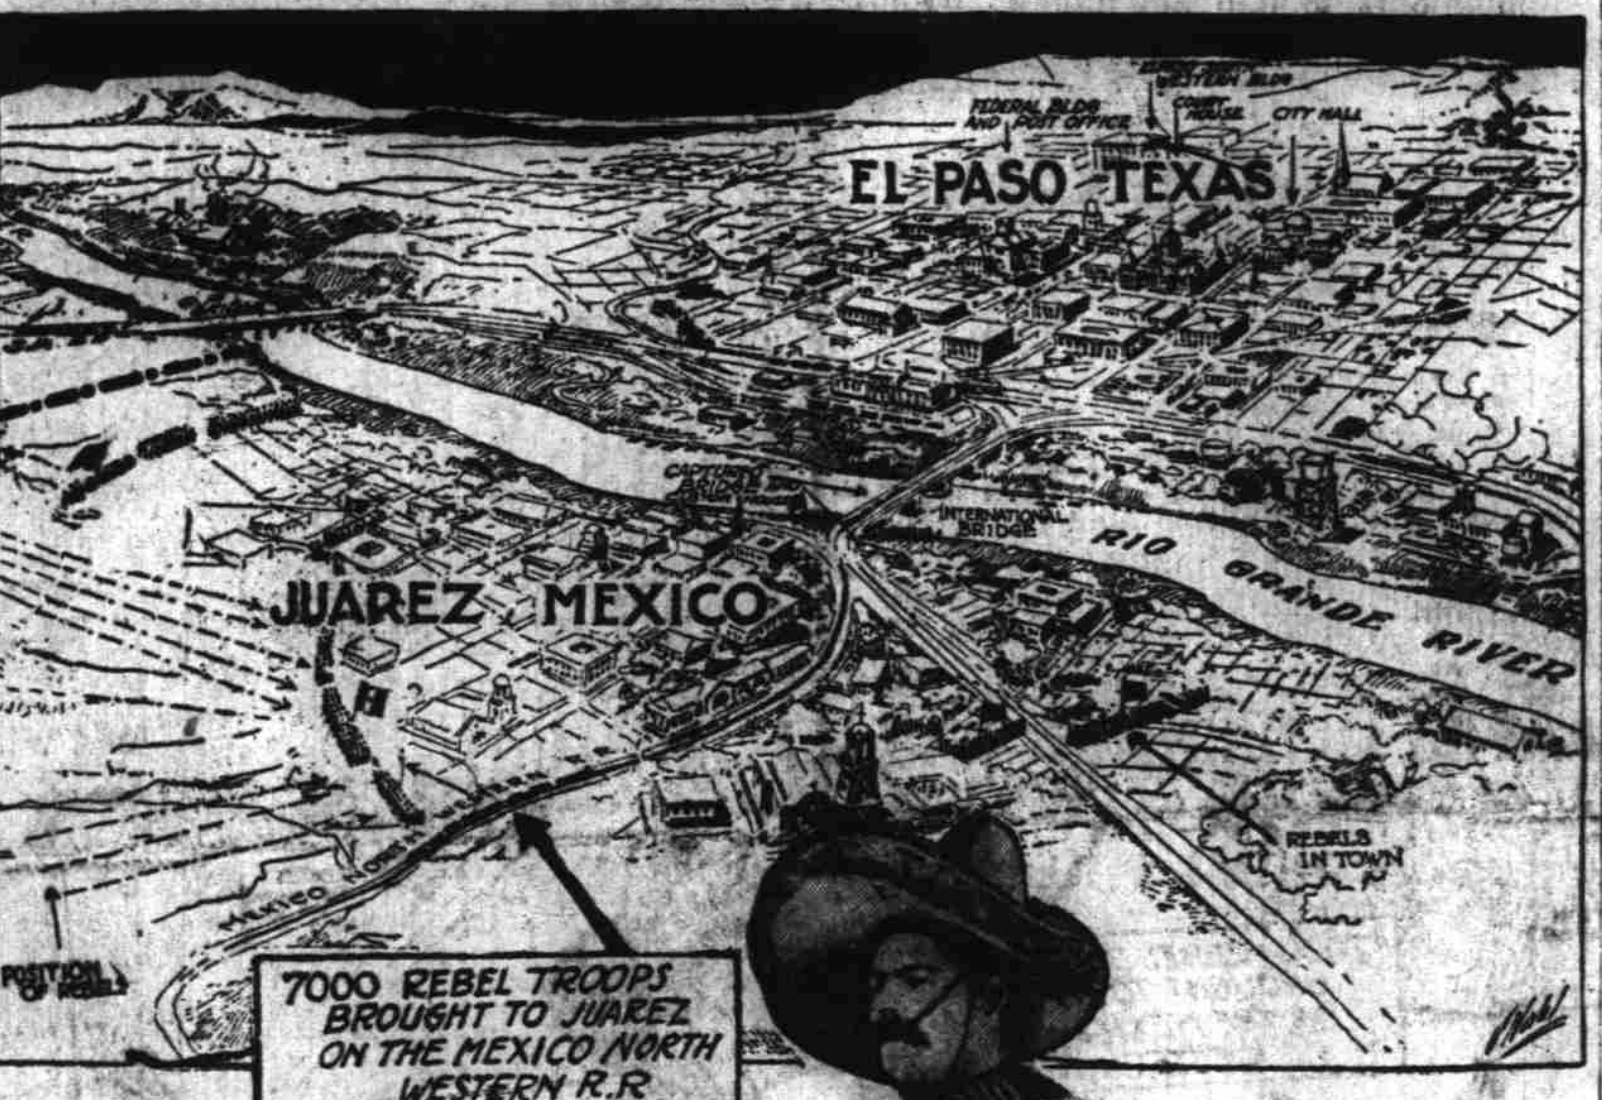 WESTERN BLDG
FEDERAL BLDG
AND POST OFFICE
COURT
HOUSE
CITY HALL
EL PASO TEXAS
CAPTURED
BRIDGE
INTERNATIONAL
BRIDGE
RIO GRANDE RIVER
JUAREZ MEXICO
MEXICO NORTH WESTERN R.R.
REBELS
IN TOWN
POSITION
OF REBELS
7000 REBEL TROOPS
BROUGHT TO JUAREZ
ON THE MEXICO NORTH
WESTERN R.R